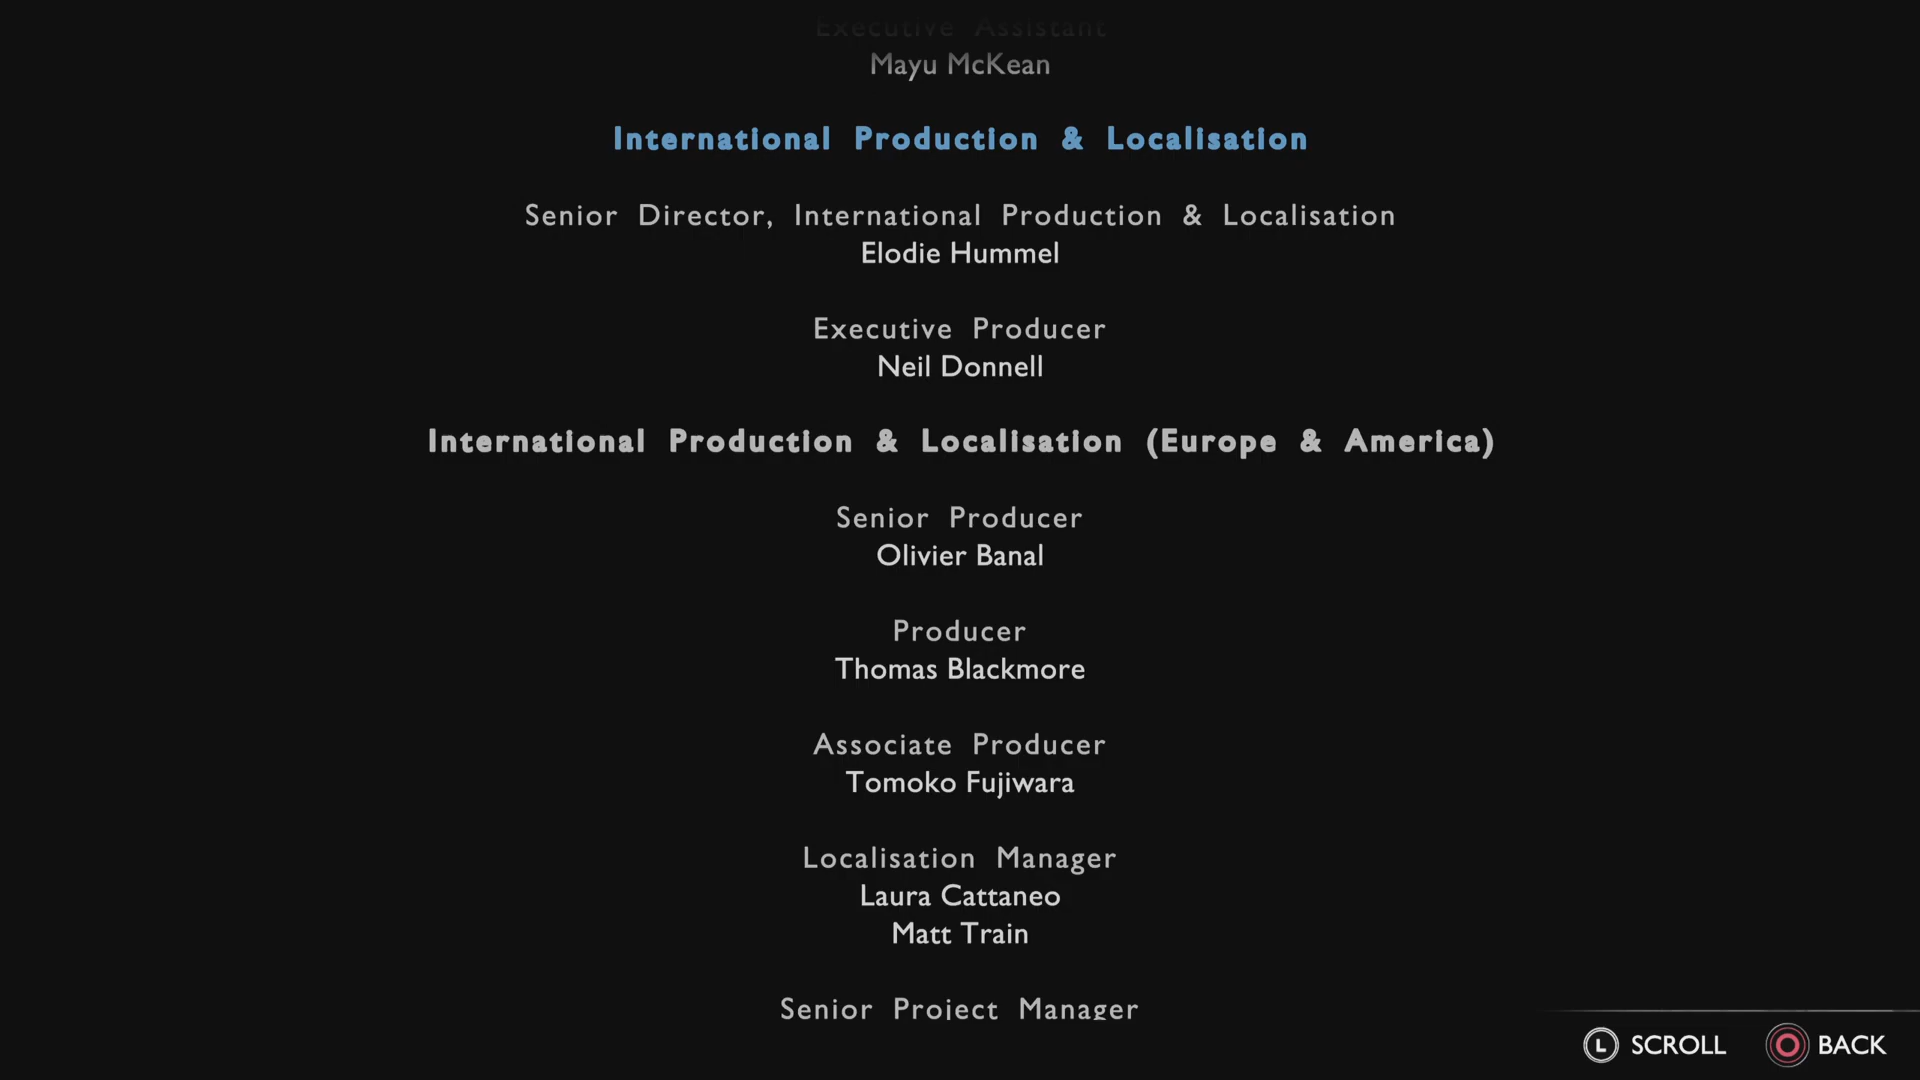 Executive Assistant
Mayu McKean
International Production & Localisation
Senior Director, International Production & Localisation
Elodie Hummel
Executive Producer
Neil Donnell
International Production & Localisation (Europe & America)
Senior Producer
Olivier Banal
Producer
Thomas Blackmore
Associate Producer
Tomoko Fujiwara
Localisation Manager
Laura Cattaneo
Matt Train
Senior Project Manager
L SCROLL
BACK